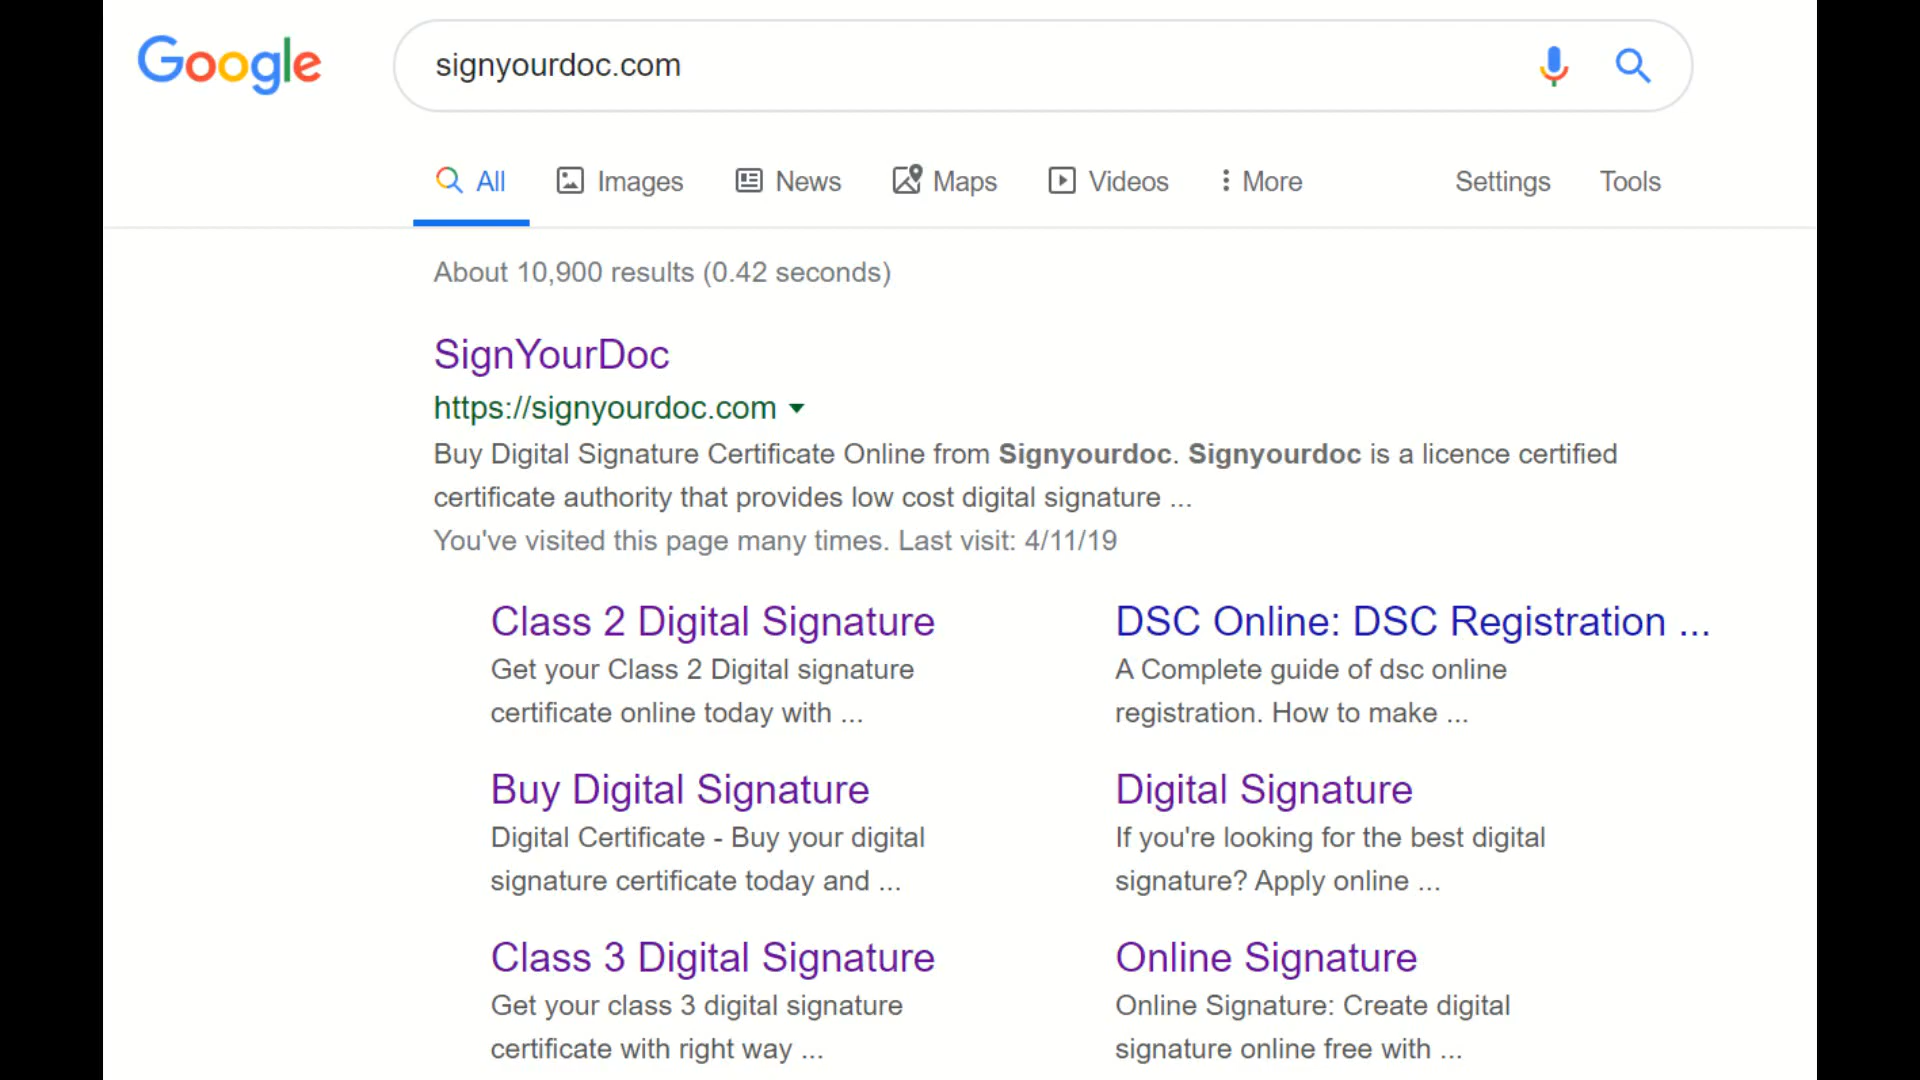 Google
signyourdoc.com
All Images News Maps Videos More Settings Tools
About 10,900 results (0.42 seconds)
SignYourDoc
https://signyourdoc.com
Buy Digital Signature Certificate Online from Signyourdoc. Signyourdoc is a licence certified
certificate authority that provides low cost digital signature ...
You've visited this page many times. Last visit: 4/11/19
Class 2 Digital Signature
Get your Class 2 Digital signature
certificate online today with ...
DSC Online: DSC Registration ...
A Complete guide of dsc online
registration. How to make ...
Buy Digital Signature
Digital Certificate - Buy your digital
signature certificate today and ...
Digital Signature
If you're looking for the best digital
signature? Apply online ...
Class 3 Digital Signature
Get your class 3 digital signature
certificate with right way ...
Online Signature
Online Signature: Create digital
signature online free with ...